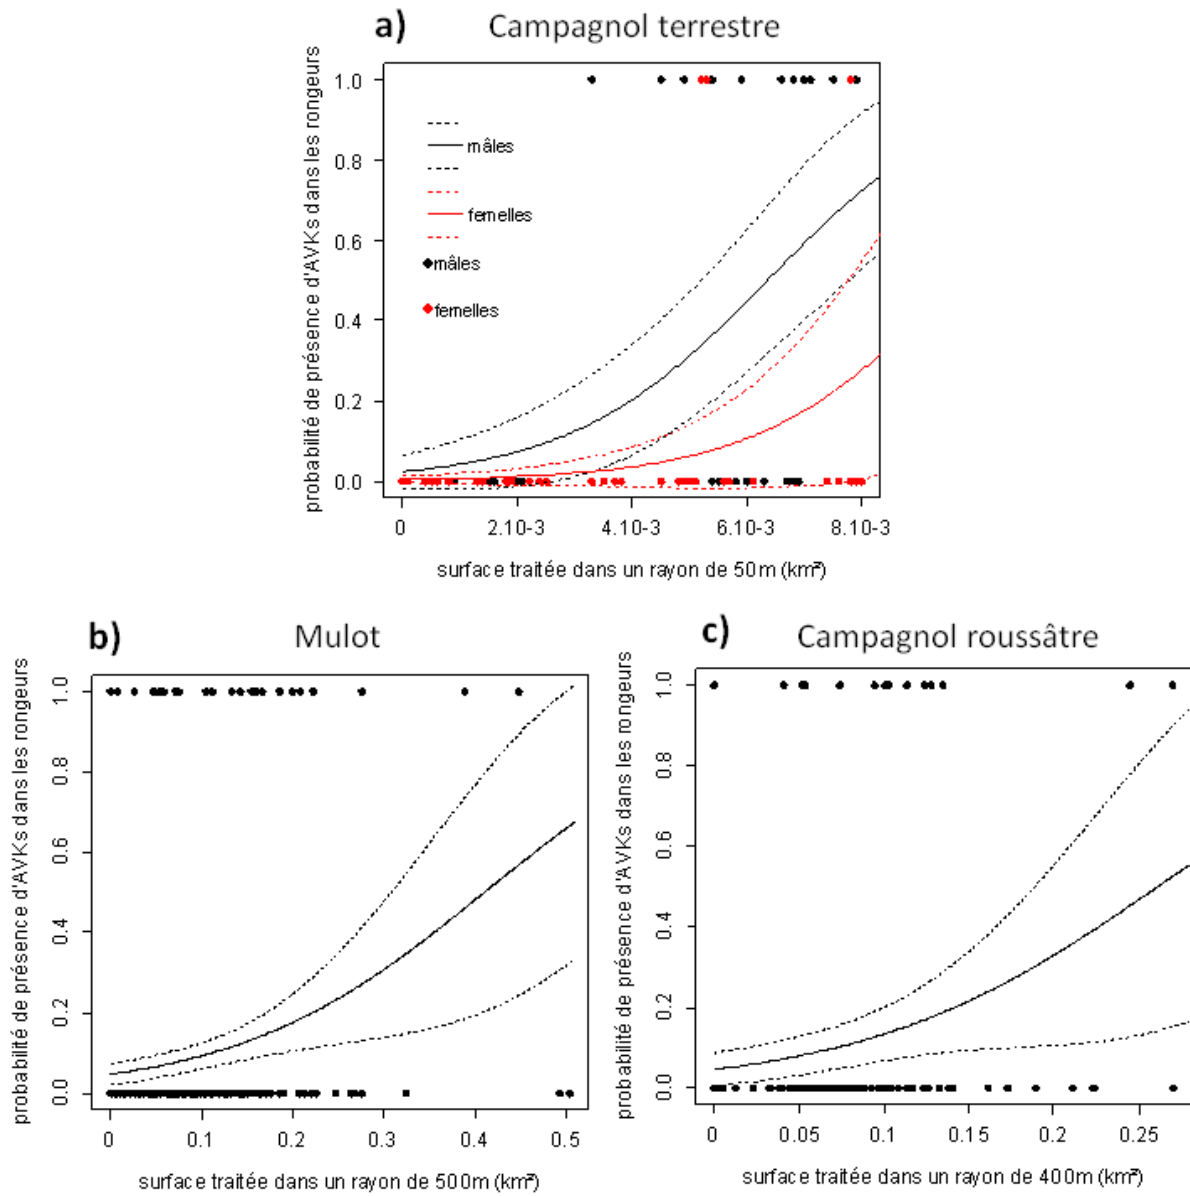 a) Campagnol terrestre
probabilité de présence d'AVKs dans les rongeurs
1.0
0.8
0.6
0.4
0.2
0.0
mâles
femelles
mâles
femelles
0 2.10-3 4.10-3 6.10-3 8.10-3
surface traitée dans un rayon de 50m (km²)
b) Mulot
probabilité de présence d'AVKs dans les rongeurs
1.0
0.8
0.6
0.4
0.2
0.0
0 0.1 0.2 0.3 0.4 0.5
surface traitée dans un rayon de 500m (km²)
c) Campagnol roussâtre
probabilité de présence d'AVKs dans les rongeurs
1.0
0.8
0.6
0.4
0.2
0.0
0 0.05 0.1 0.15 0.2 0.25
surface traitée dans un rayon de 400m (km²)